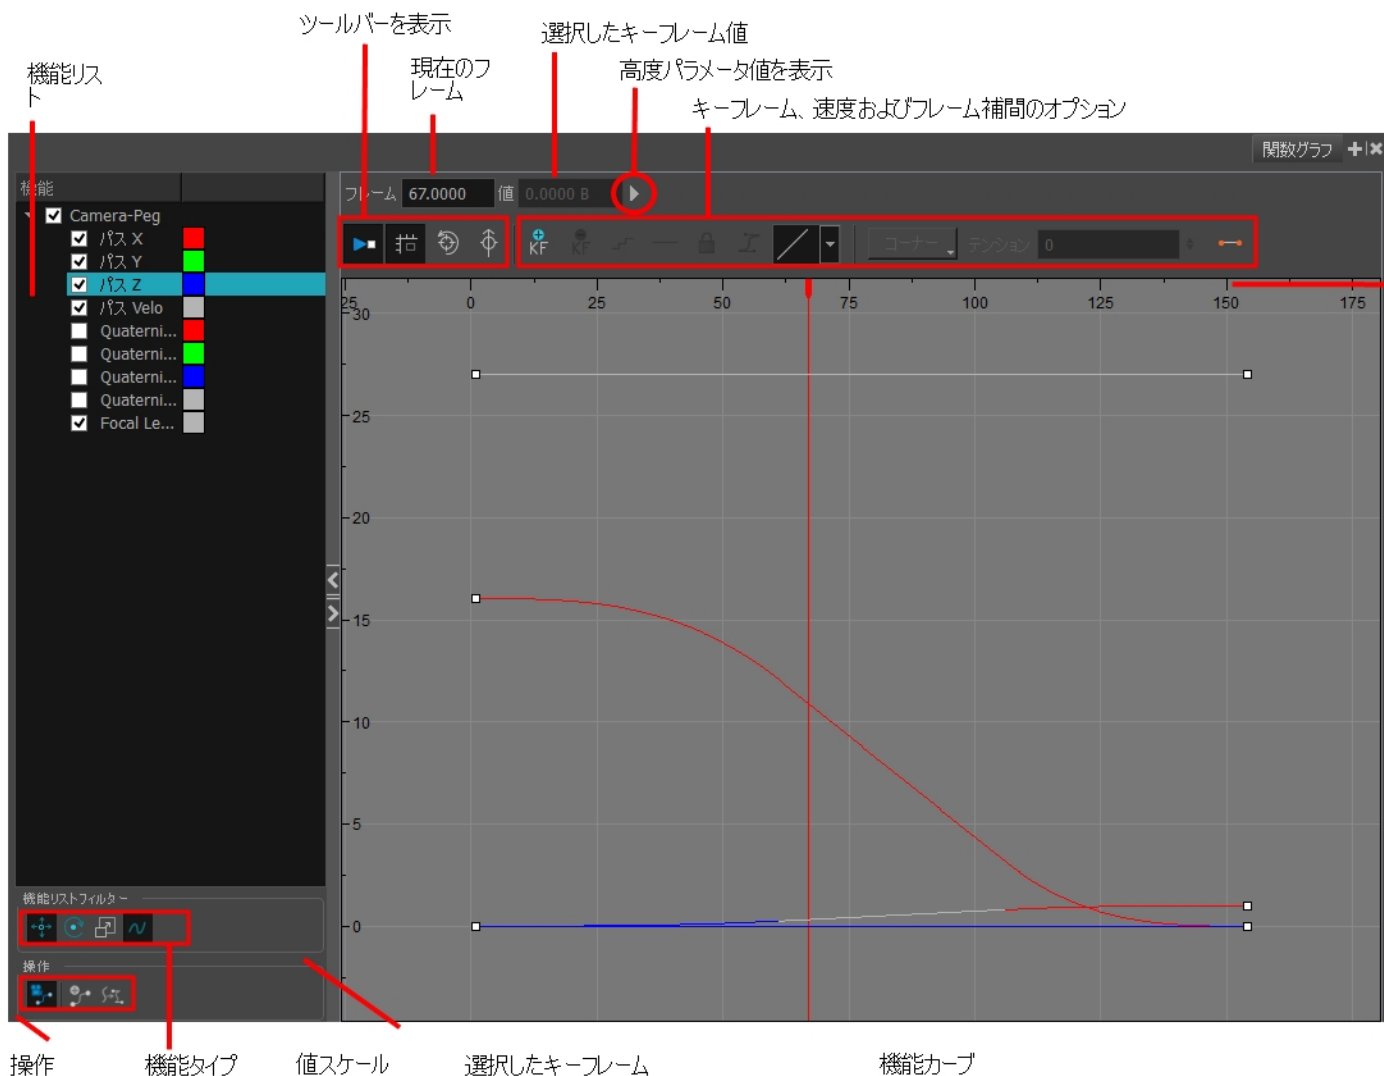 ツールバーを表示
選択したキーフレーム値
機能リス
ト
現在のフ
レーム
高度パラメータ値を表示
キーフレーム、速度およびフレーム補間のオプション
関数グラフ
機能
フレーム 67.0000 値 0.0000 B
Camera-Peg
パス X
パス Y
パス Z
パス Velo
Quaterni...
Quaterni...
Quaterni...
Quaterni...
Focal Le...
KF KF コーナー テンション 0
25 0 25 50 75 100 125 150 175
30
25
20
15
10
5
0
機能リストフィルター
操作
操作 機能タイプ 値スケール 選択したキーフレーム 機能カーブ